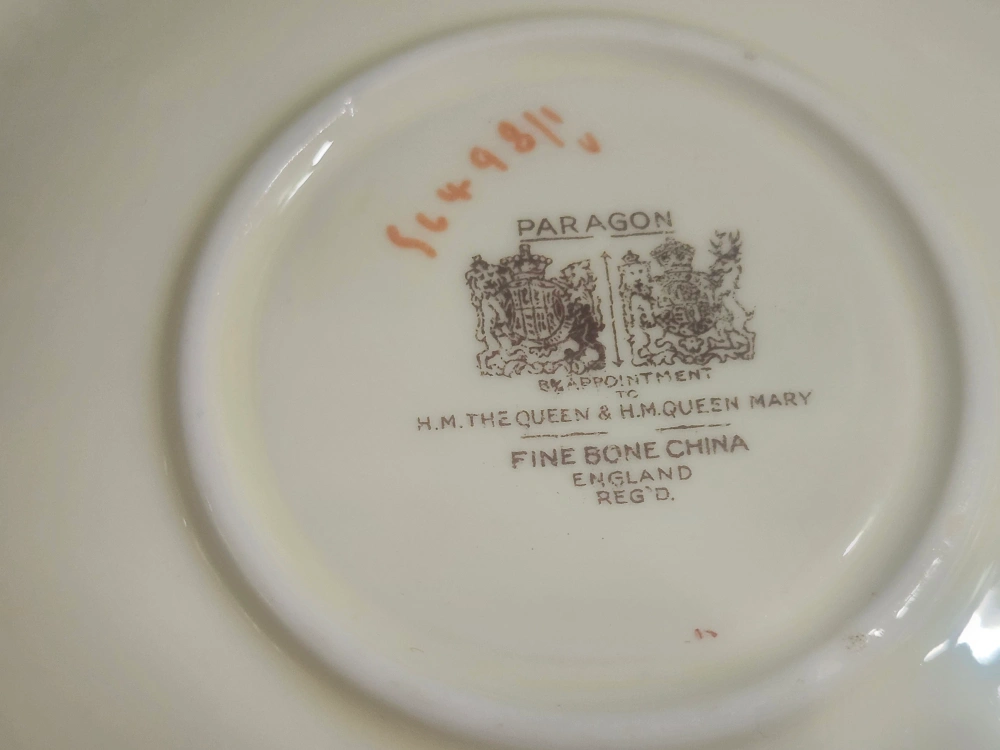 PARAGON
BY APPOINTMENT
TO
H.M. THE QUEEN & H.M. QUEEN MARY
FINE BONE CHINA
ENGLAND
REG'D.